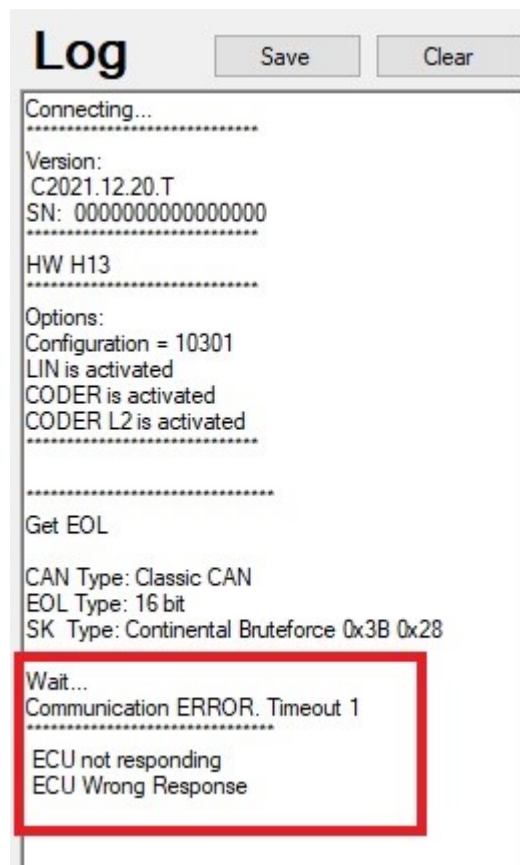 Log
Save
Clear
Connecting...
*****************************
Version:
C2021.12.20.T
SN: 0000000000000000
*****************************
HW H13
*****************************
Options:
Configuration = 10301
LIN is activated
CODER is activated
CODER L2 is activated
*****************************
*******************************
Get EOL
CAN Type: Classic CAN
EOL Type: 16 bit
SK Type: Continental Bruteforce 0x3B 0x28
Wait...
Communication ERROR. Timeout 1
*******************************
ECU not responding
ECU Wrong Response